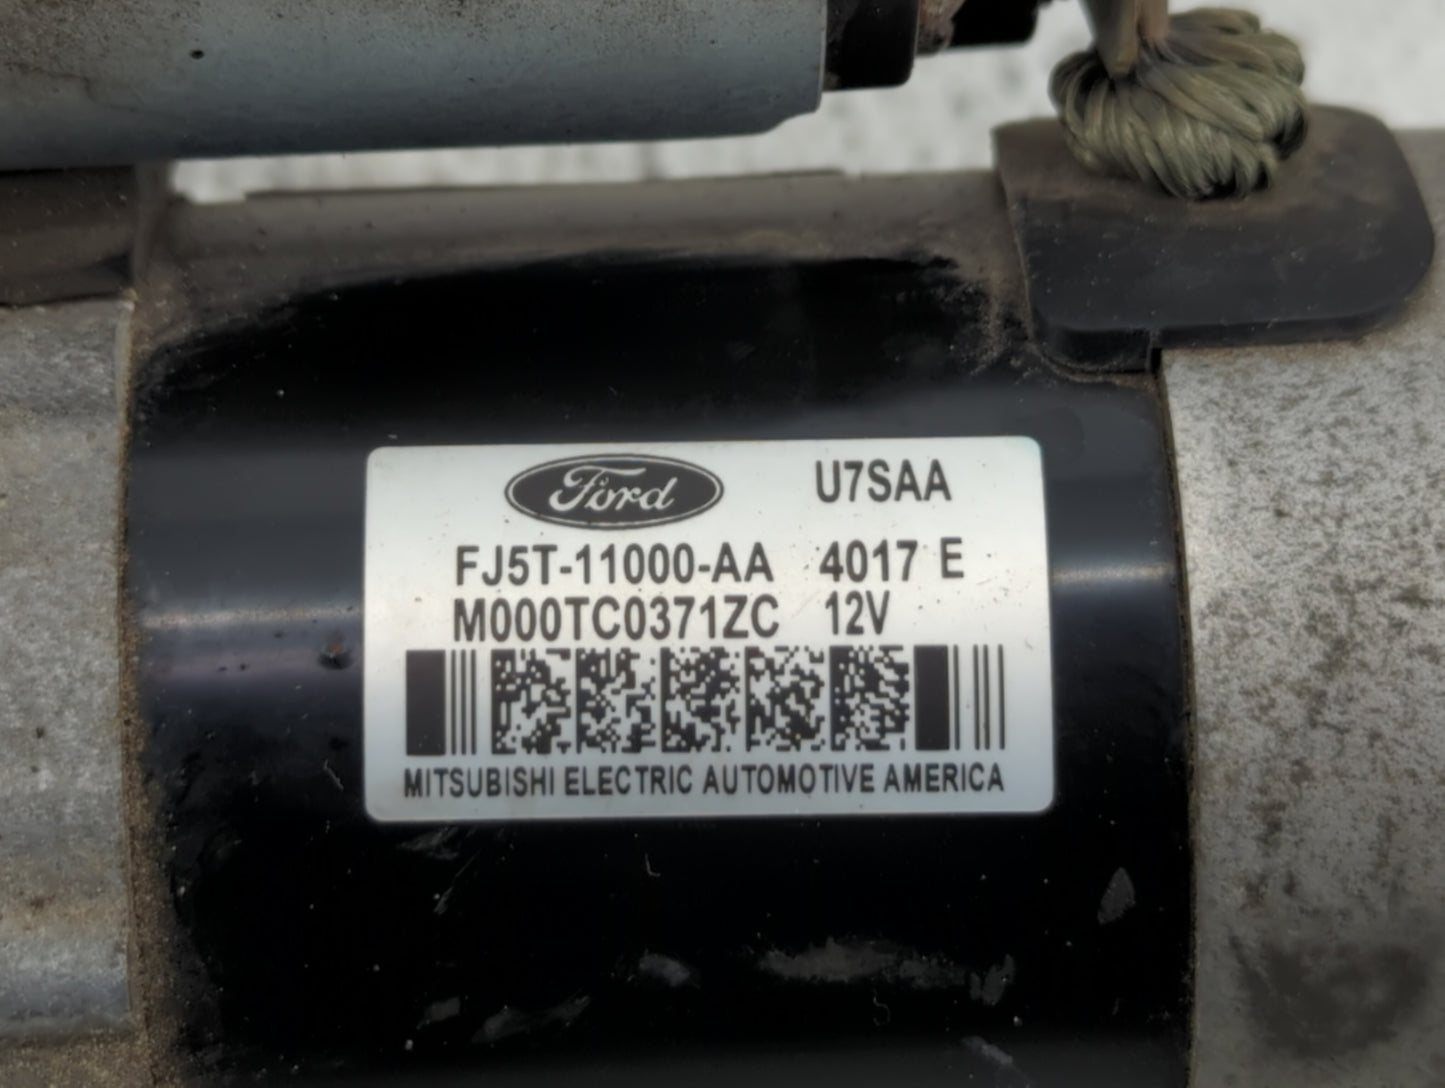 Ford U7SAA
FJ5T-11000-AA 4017 E
M000TC0371ZC 12V
MITSUBISHI ELECTRIC AUTOMOTIVE AMERICA